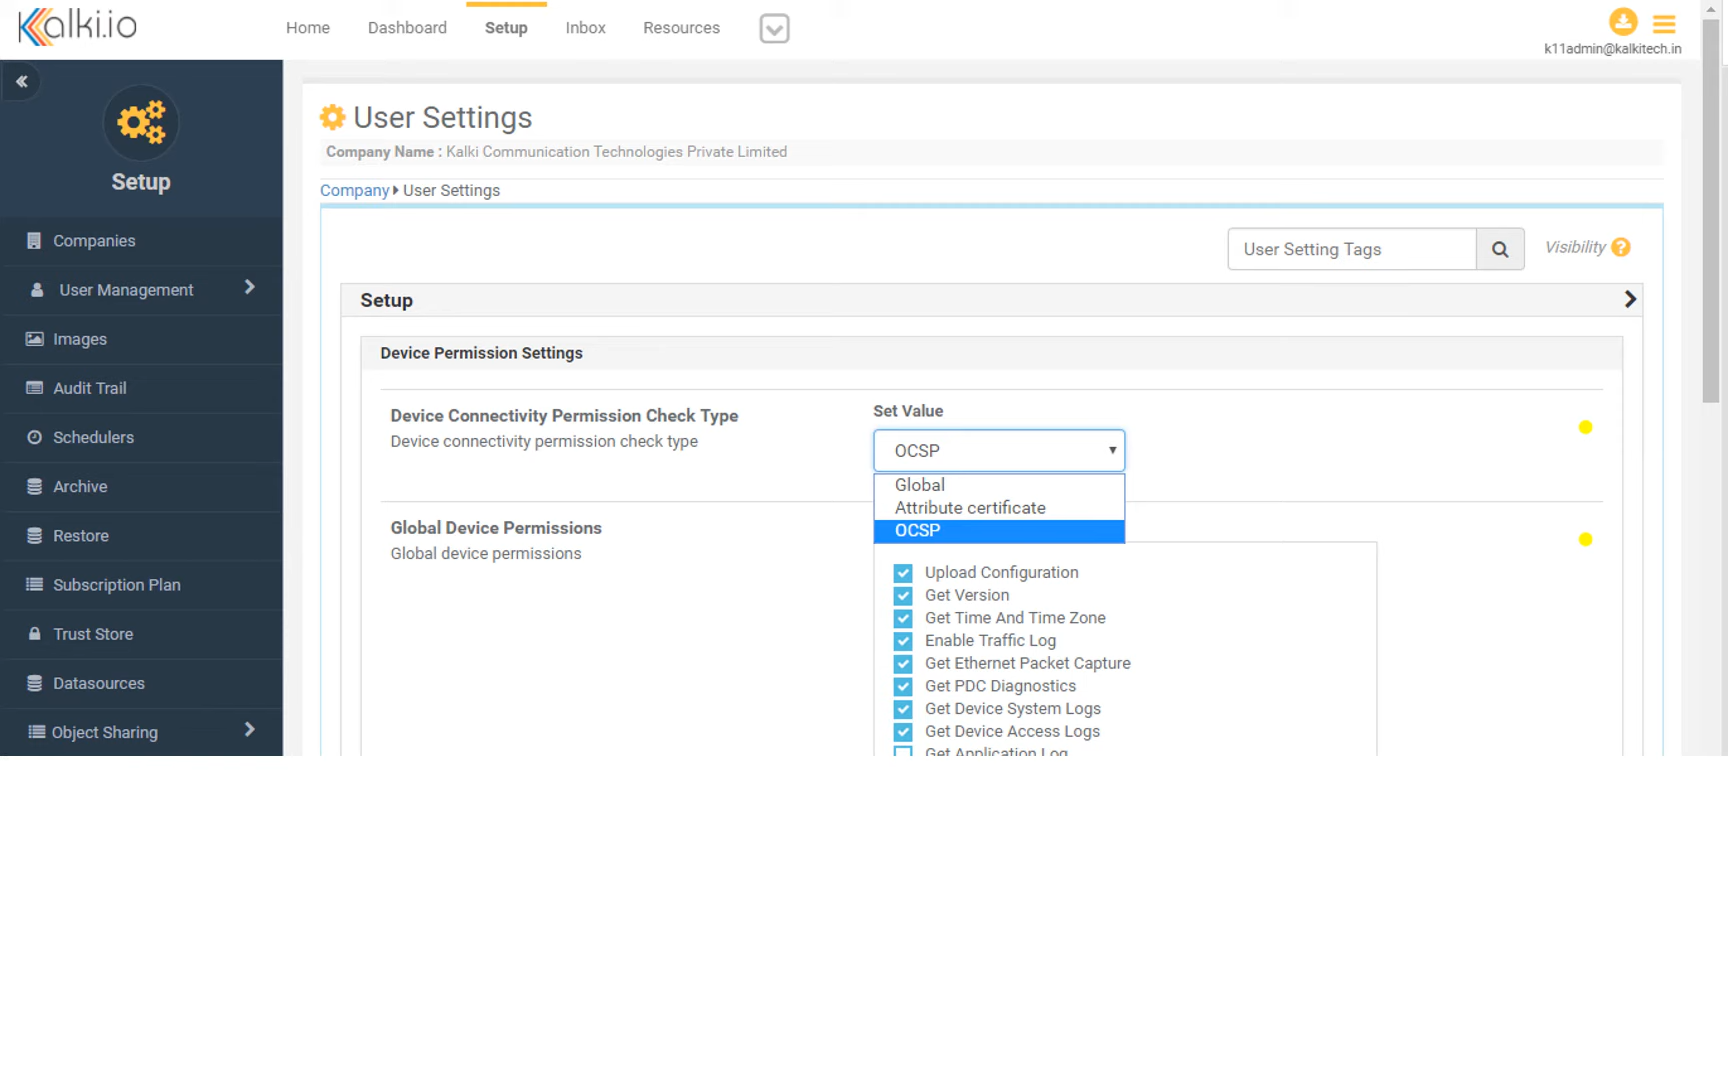 Kalki.io
Home Dashboard Setup Inbox Resources
k11admin@kalkitech.in
Setup
Companies
User Management
Images
Audit Trail
Schedulers
Archive
Restore
Subscription Plan
Trust Store
Datasources
Object Sharing
User Settings
Company Name : Kalki Communication Technologies Private Limited
Company User Settings
User Setting Tags
Visibility ?
Setup
Device Permission Settings
Device Connectivity Permission Check Type
Device connectivity permission check type
Set Value
OCSP
Global
Attribute certificate
OCSP
Global Device Permissions
Global device permissions
Upload Configuration
Get Version
Get Time And Time Zone
Enable Traffic Log
Get Ethernet Packet Capture
Get PDC Diagnostics
Get Device System Logs
Get Device Access Logs
Get Application Log